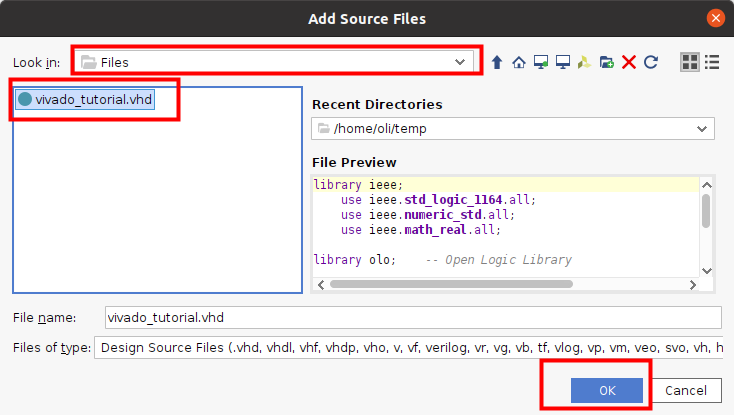 Add Source Files
Look in: Files
vivado_tutorial.vhd
Recent Directories
/home/oli/temp
File Preview
library ieee;
    use ieee.std_logic_1164.all;
    use ieee.numeric_std.all;
    use ieee.math_real.all;
library olo;    -- Open Logic Library
File name: vivado_tutorial.vhd
Files of type: Design Source Files (.vhd, vhdl, vhf, vhdp, vho, v, vf, verilog, vr, vg, vb, tf, vlog, vp, vm, veo, svo, vh, h
OK Cancel